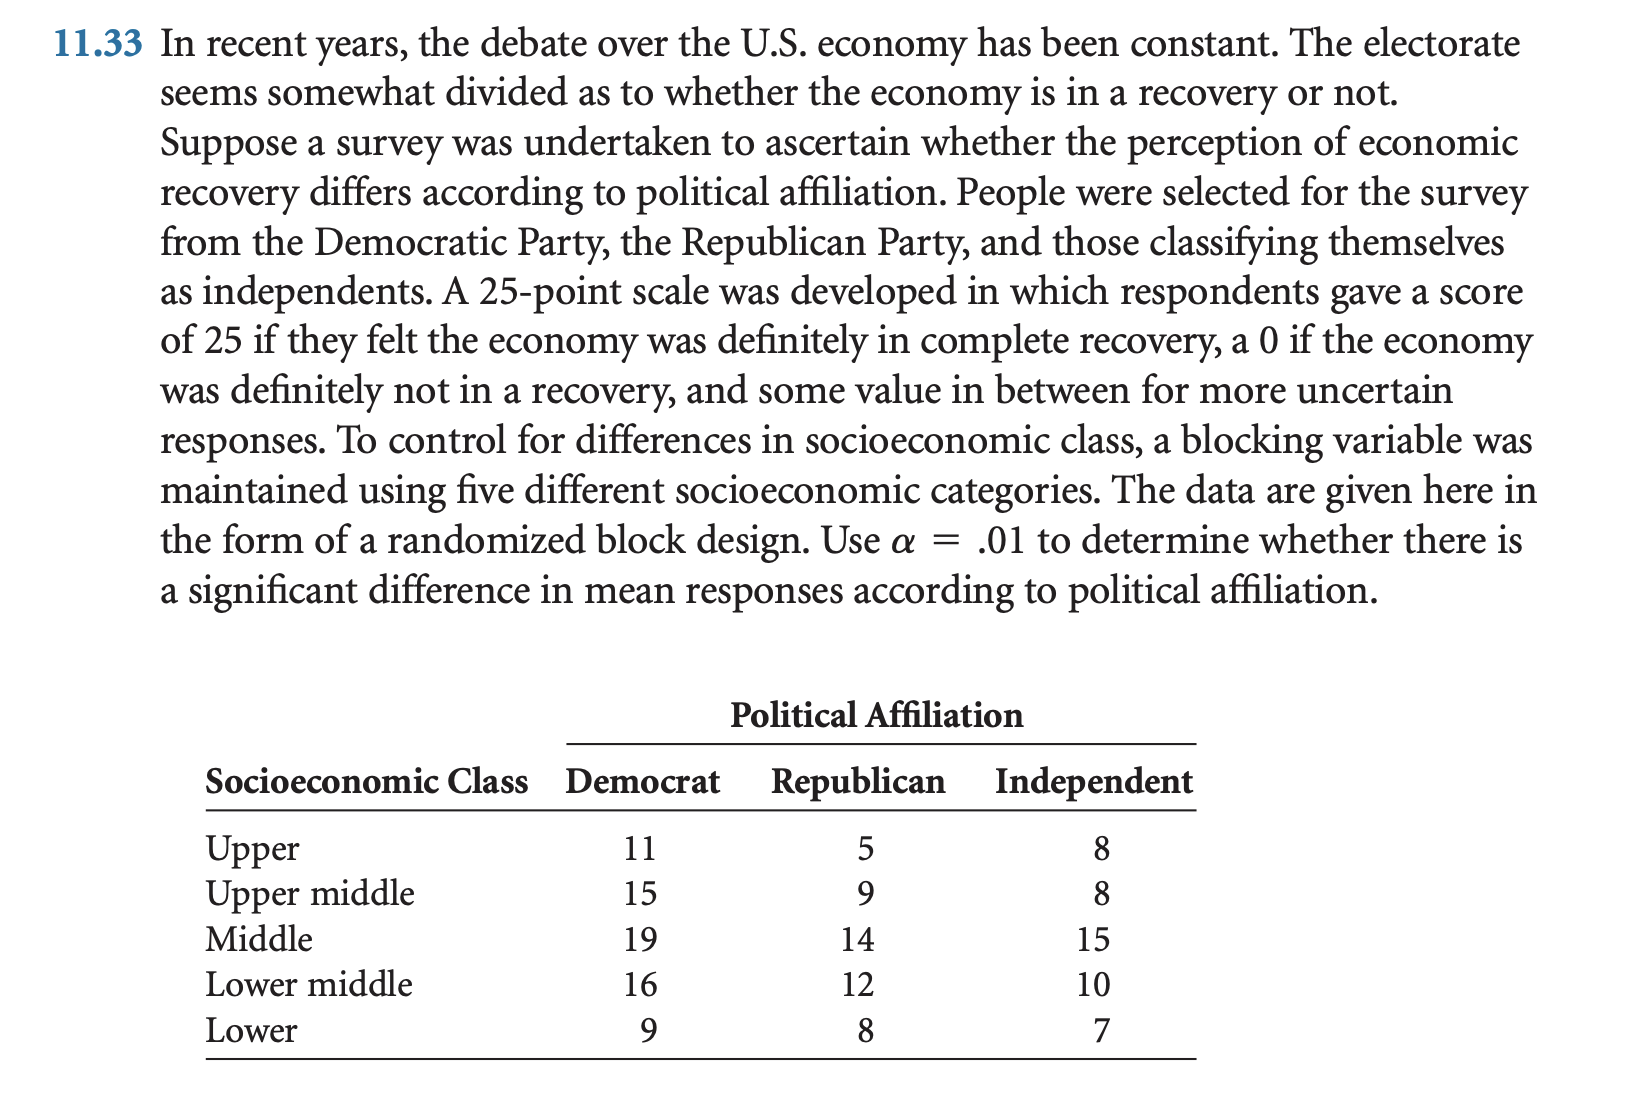 11.33 In recent years, the debate over the U.S. economy has been constant. The electorate
seems somewhat divided as to whether the economy is in a recovery or not.
Suppose a survey was undertaken to ascertain whether the perception of economic
recovery differs according to political affiliation. People were selected for the survey
from the Democratic Party, the Republican Party, and those classifying themselves
as independents. A 25-point scale was developed in which respondents gave a score
of 25 if they felt the economy was definitely in complete recovery, a 0 if the economy
was definitely not in a recovery, and some value in between for more uncertain
responses. To control for differences in socioeconomic class, a blocking variable was
maintained using five different socioeconomic categories. The data are given here in
the form of a randomized block design. Use α = .01 to determine whether there is
a significant difference in mean responses according to political affiliation.
Political Affiliation
Socioeconomic Class Democrat Republican Independent
Upper 11 5 8
Upper middle 15 9 8
Middle 19 14 15
Lower middle 16 12 10
Lower 9 8 7